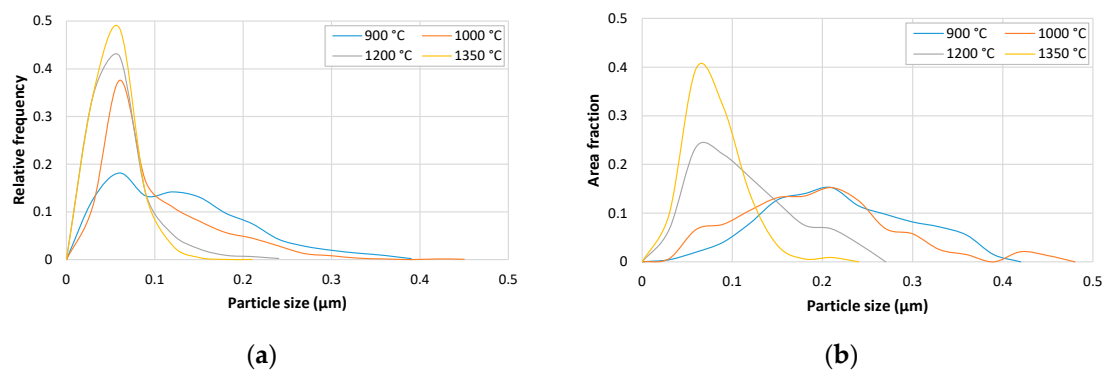 Relative frequency
0.5
0.4
0.3
0.2
0.1
0
0 0.1 0.2 0.3 0.4 0.5
Particle size (µm)
900 °C 1000 °C
1200 °C 1350 °C
(a)
Area fraction
0.5
0.4
0.3
0.2
0.1
0
0 0.1 0.2 0.3 0.4 0.5
Particle size (µm)
900 °C 1000 °C
1200 °C 1350 °C
(b)